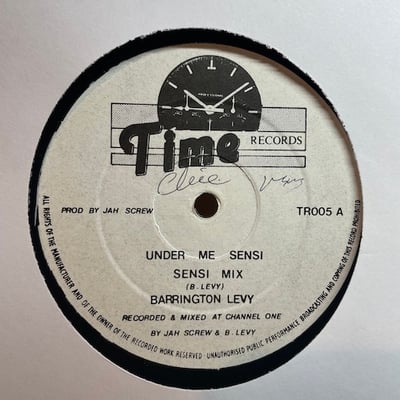 Time
RECORDS
PROD BY JAH SCREW
TR005 A
UNDER ME SENSI
SENSI MIX
(B. LEVY)
BARRINGTON LEVY
RECORDED & MIXED AT CHANNEL ONE
BY JAH SCREW & B. LEVY
ALL RIGHTS OF THE MANUFACTURER AND OF THE OWNER OF THE RECORDED WORK RESERVED UNAUTHORISED PUBLIC PERFORMANCE BROADCASTING AND COPYING OF THIS RECORD PROHIBITED